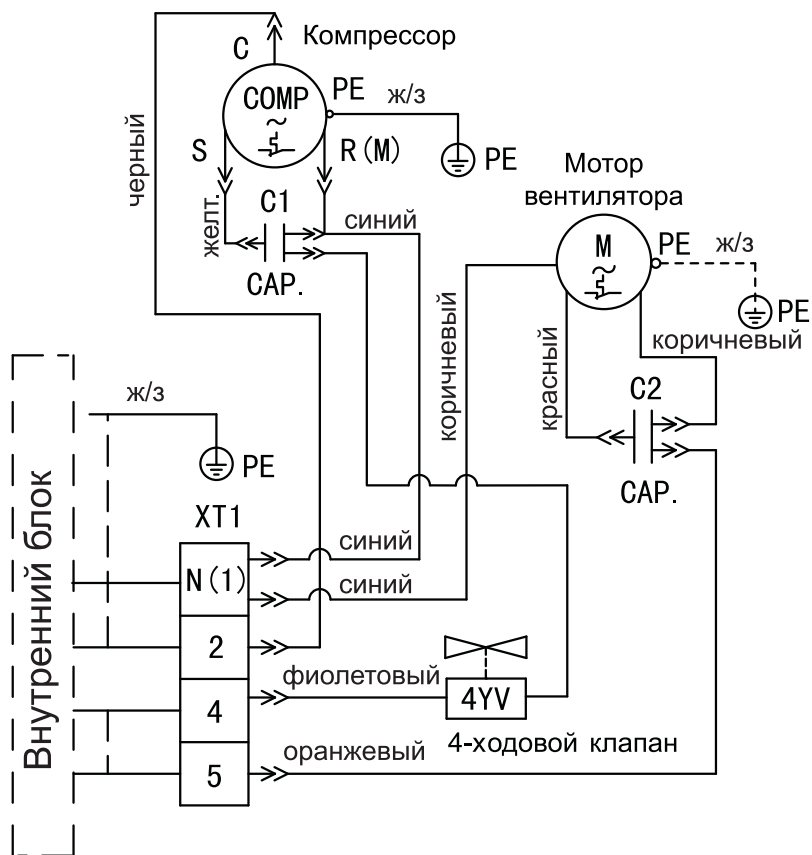 C
Компрессор
COMP
~
PE
ж/з
PE
S
R(M)
черный
желт.
C1
синий
CAP.
Мотор
вентилятора
M
~
PE
ж/з
PE
коричневый
красный
коричневый
C2
CAP.
ж/з
PE
Внутренний блок
XT1
N(1)
синий
синий
2
фиолетовый
4
4YV
4-ходовой клапан
оранжевый
5